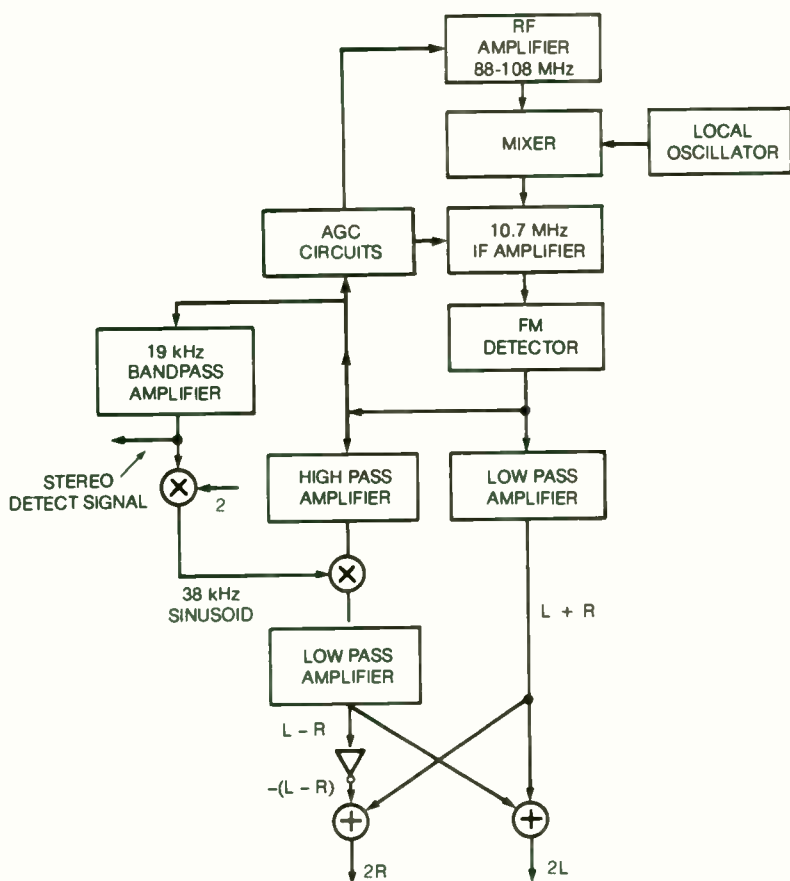 RF
AMPLIFIER
88-108 MHz
MIXER
LOCAL
OSCILLATOR
AGC
CIRCUITS
10.7 MHz
IF AMPLIFIER
19 kHz
BANDPASS
AMPLIFIER
FM
DETECTOR
STEREO
DETECT SIGNAL
×
2
HIGH PASS
AMPLIFIER
LOW PASS
AMPLIFIER
38 kHz
SINUSOID
×
L + R
LOW PASS
AMPLIFIER
L – R
–(L – R)
+
+
2R
2L